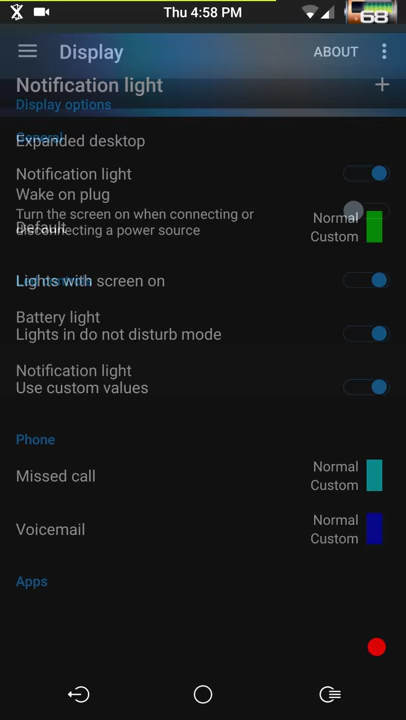 Thu 4:58 PM
68
Display
ABOUT
Notification light
Display options
General
Expanded desktop
Notification light
Wake on plug
Turn the screen on when connecting or
disconnecting a power source
Default
Normal
Custom
Lights with screen on
Battery light
Lights in do not disturb mode
Notification light
Use custom values
Phone
Missed call
Normal
Custom
Voicemail
Normal
Custom
Apps